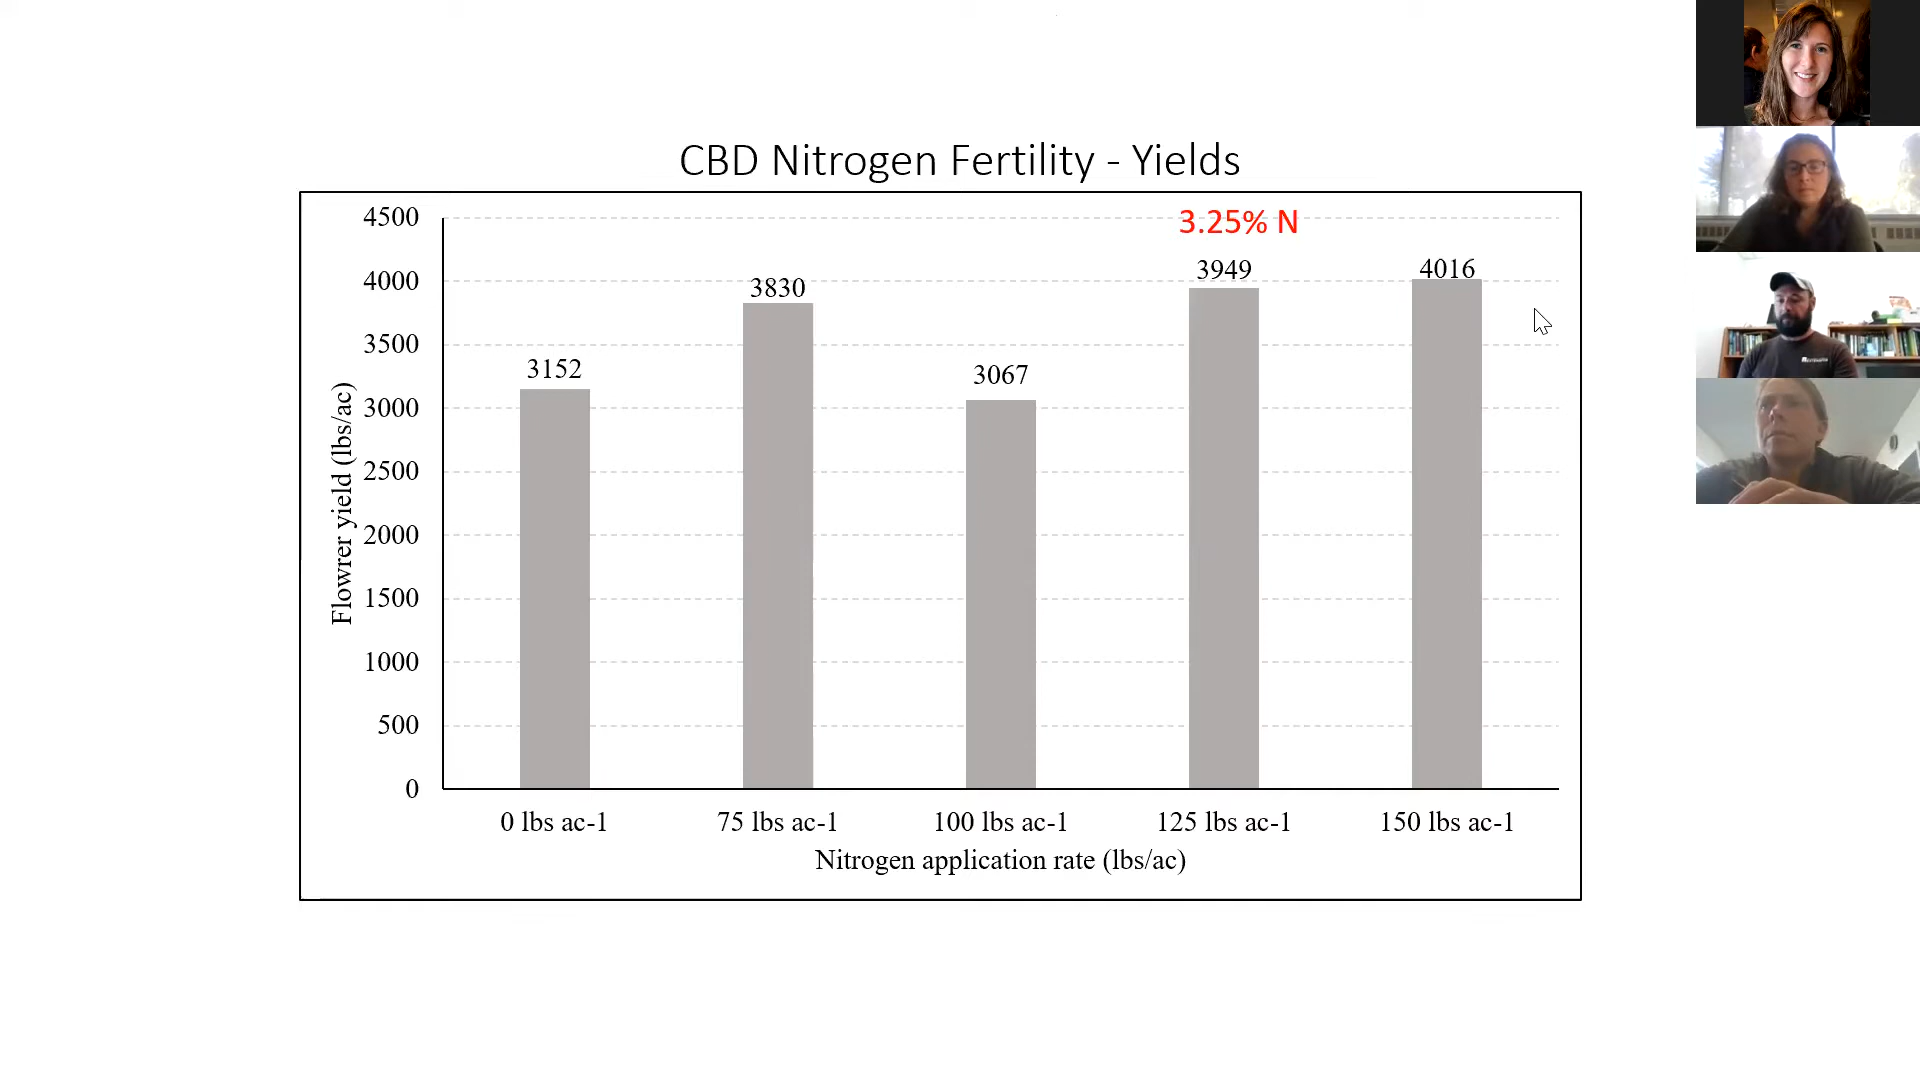 CBD Nitrogen Fertility - Yields
3.25% N
4500
4000
3500
3000
2500
2000
1500
1000
500
0
Flowrer yield (lbs/ac)
3152
3830
3067
3949
4016
0 lbs ac-1
75 lbs ac-1
100 lbs ac-1
125 lbs ac-1
150 lbs ac-1
Nitrogen application rate (lbs/ac)